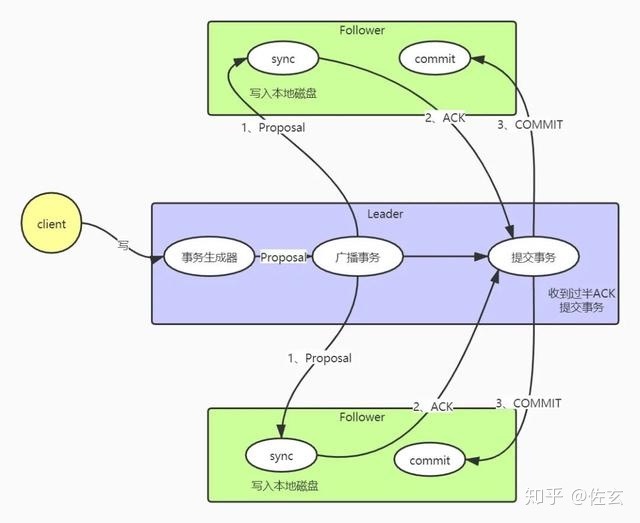 Follower
sync
commit
写入本地磁盘
1、Proposal
2、ACK
3、COMMIT
Leader
client
写
事务生成器
Proposal
广播事务
提交事务
收到过半ACK
提交事务
1、Proposal
2、ACK
3、COMMIT
Follower
sync
commit
写入本地磁盘
知乎 @佐玄